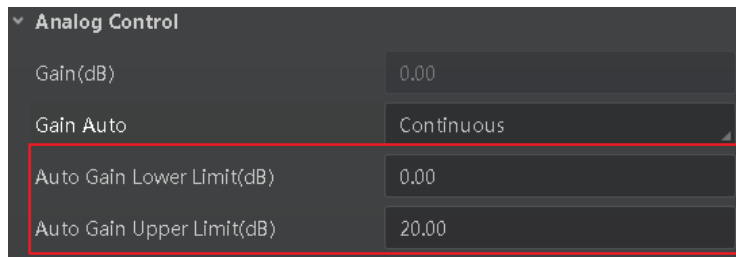 Analog Control
Gain(dB) 0.00
Gain Auto Continuous
Auto Gain Lower Limit(dB) 0.00
Auto Gain Upper Limit(dB) 20.00